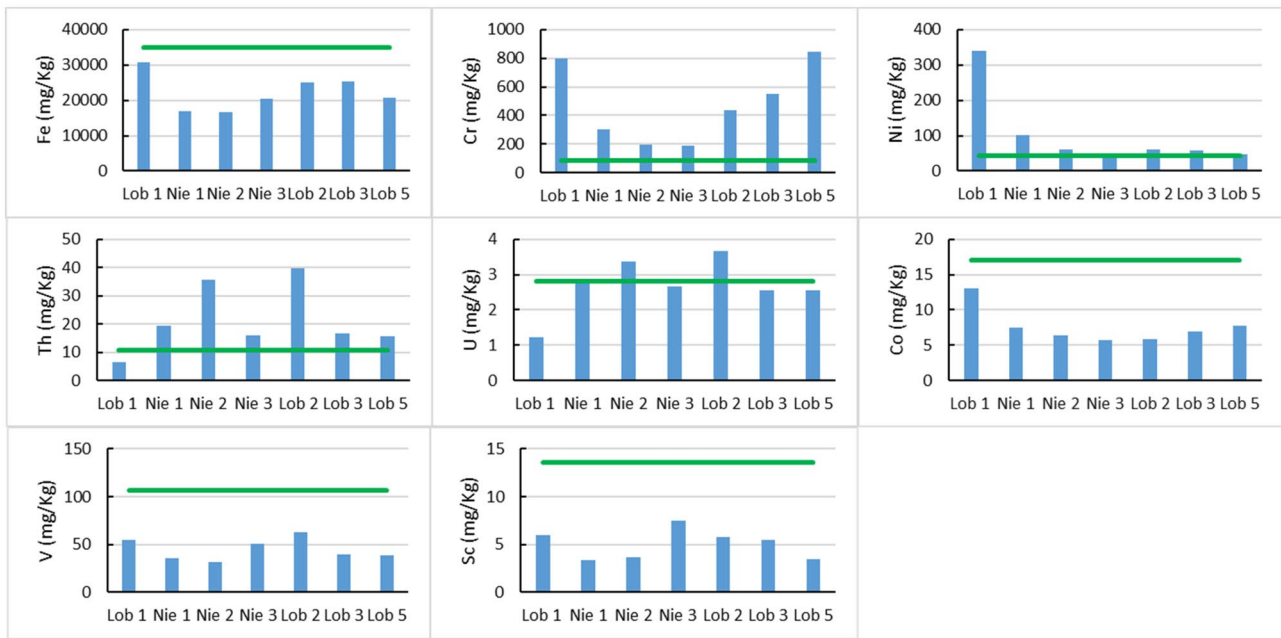 Fe (mg/Kg)
40000
30000
20000
10000
0
Lob 1 Nie 1 Nie 2 Nie 3 Lob 2 Lob 3 Lob 5
Cr (mg/Kg)
1000
800
600
400
200
0
Lob 1 Nie 1 Nie 2 Nie 3 Lob 2 Lob 3 Lob 5
Ni (mg/Kg)
400
300
200
100
0
Lob 1 Nie 1 Nie 2 Nie 3 Lob 2 Lob 3 Lob 5
Th (mg/Kg)
50
40
30
20
10
0
Lob 1 Nie 1 Nie 2 Nie 3 Lob 2 Lob 3 Lob 5
U (mg/Kg)
4
3
2
1
0
Lob 1 Nie 1 Nie 2 Nie 3 Lob 2 Lob 3 Lob 5
Co (mg/Kg)
20
15
10
5
0
Lob 1 Nie 1 Nie 2 Nie 3 Lob 2 Lob 3 Lob 5
V (mg/Kg)
150
100
50
0
Lob 1 Nie 1 Nie 2 Nie 3 Lob 2 Lob 3 Lob 5
Sc (mg/Kg)
15
10
5
0
Lob 1 Nie 1 Nie 2 Nie 3 Lob 2 Lob 3 Lob 5